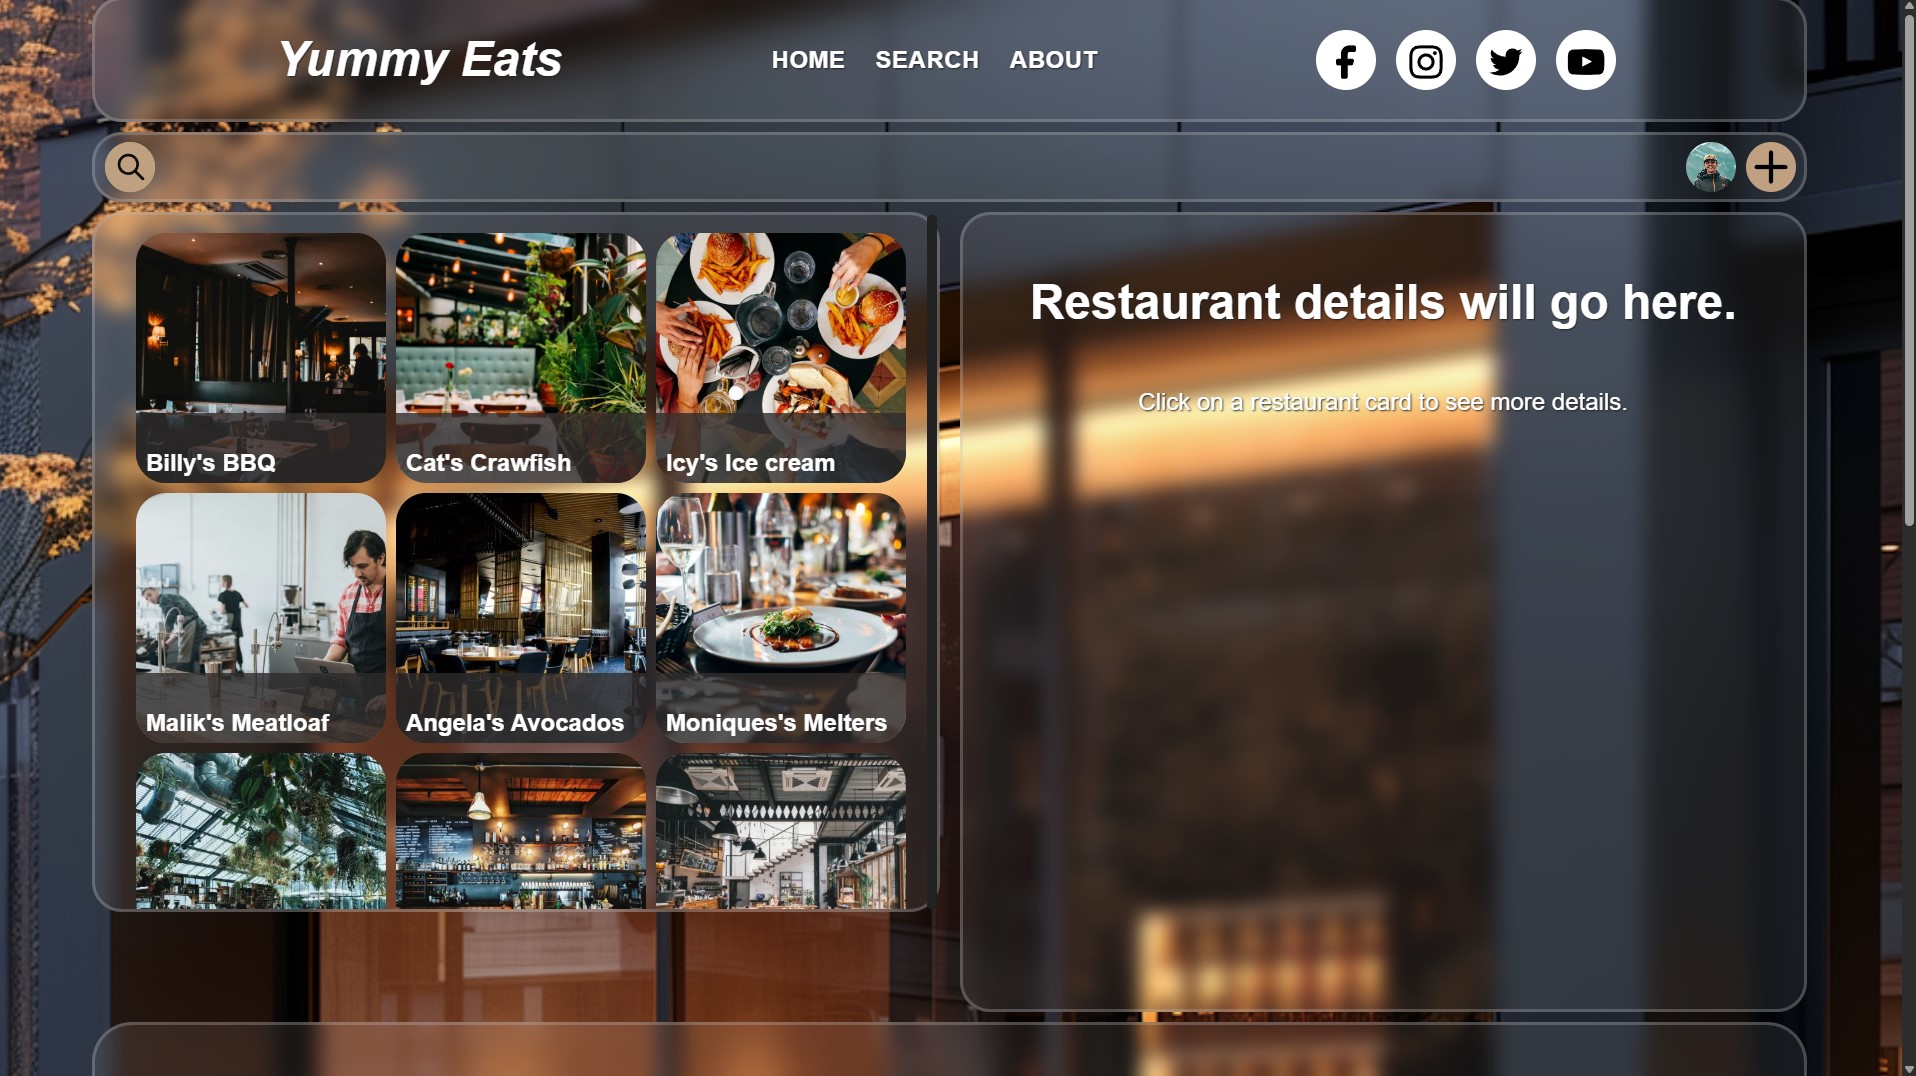 Yummy Eats
HOME SEARCH ABOUT
Restaurant details will go here.
Click on a restaurant card to see more details.
Billy's BBQ
Cat's Crawfish
Icy's Ice cream
Malik's Meatloaf
Angela's Avocados
Moniques's Melters